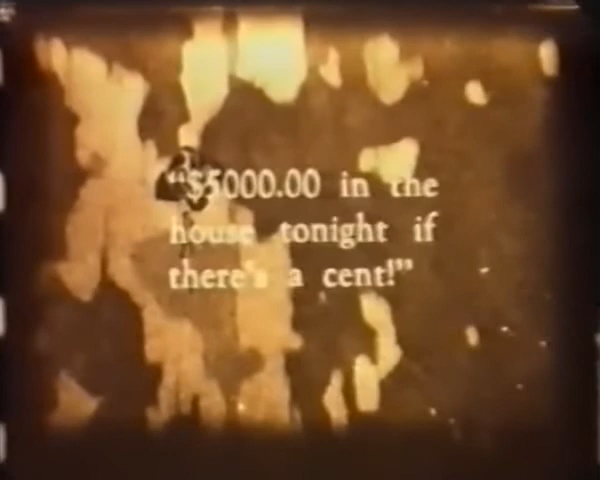 “$5000.00 in the
house tonight if
there's a cent!”